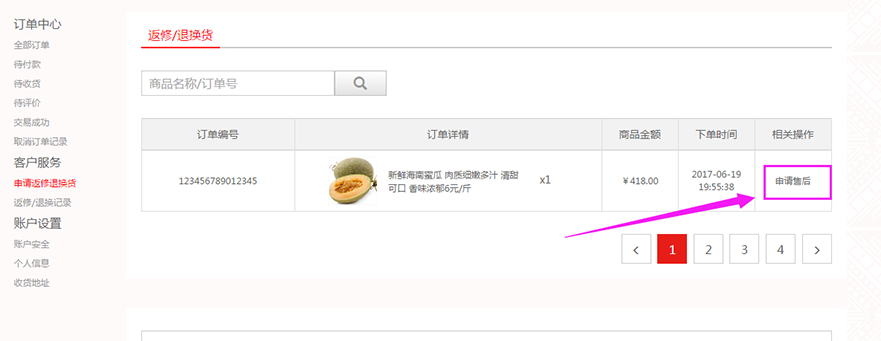 订单中心
全部订单
待付款
待收货
待评价
交易成功
取消订单记录
客户服务
申请返修退换货
返修/退换记录
账户设置
账户安全
个人信息
收货地址
返修/退换货
商品名称/订单号
订单编号 订单详情 商品金额 下单时间 相关操作
123456789012345
新鲜海南蜜瓜 肉质细嫩多汁 清甜
可口 香味浓郁6元/斤
x1
￥418.00
2017-06-19
19:55:38
申请售后
< 1 2 3 4 >